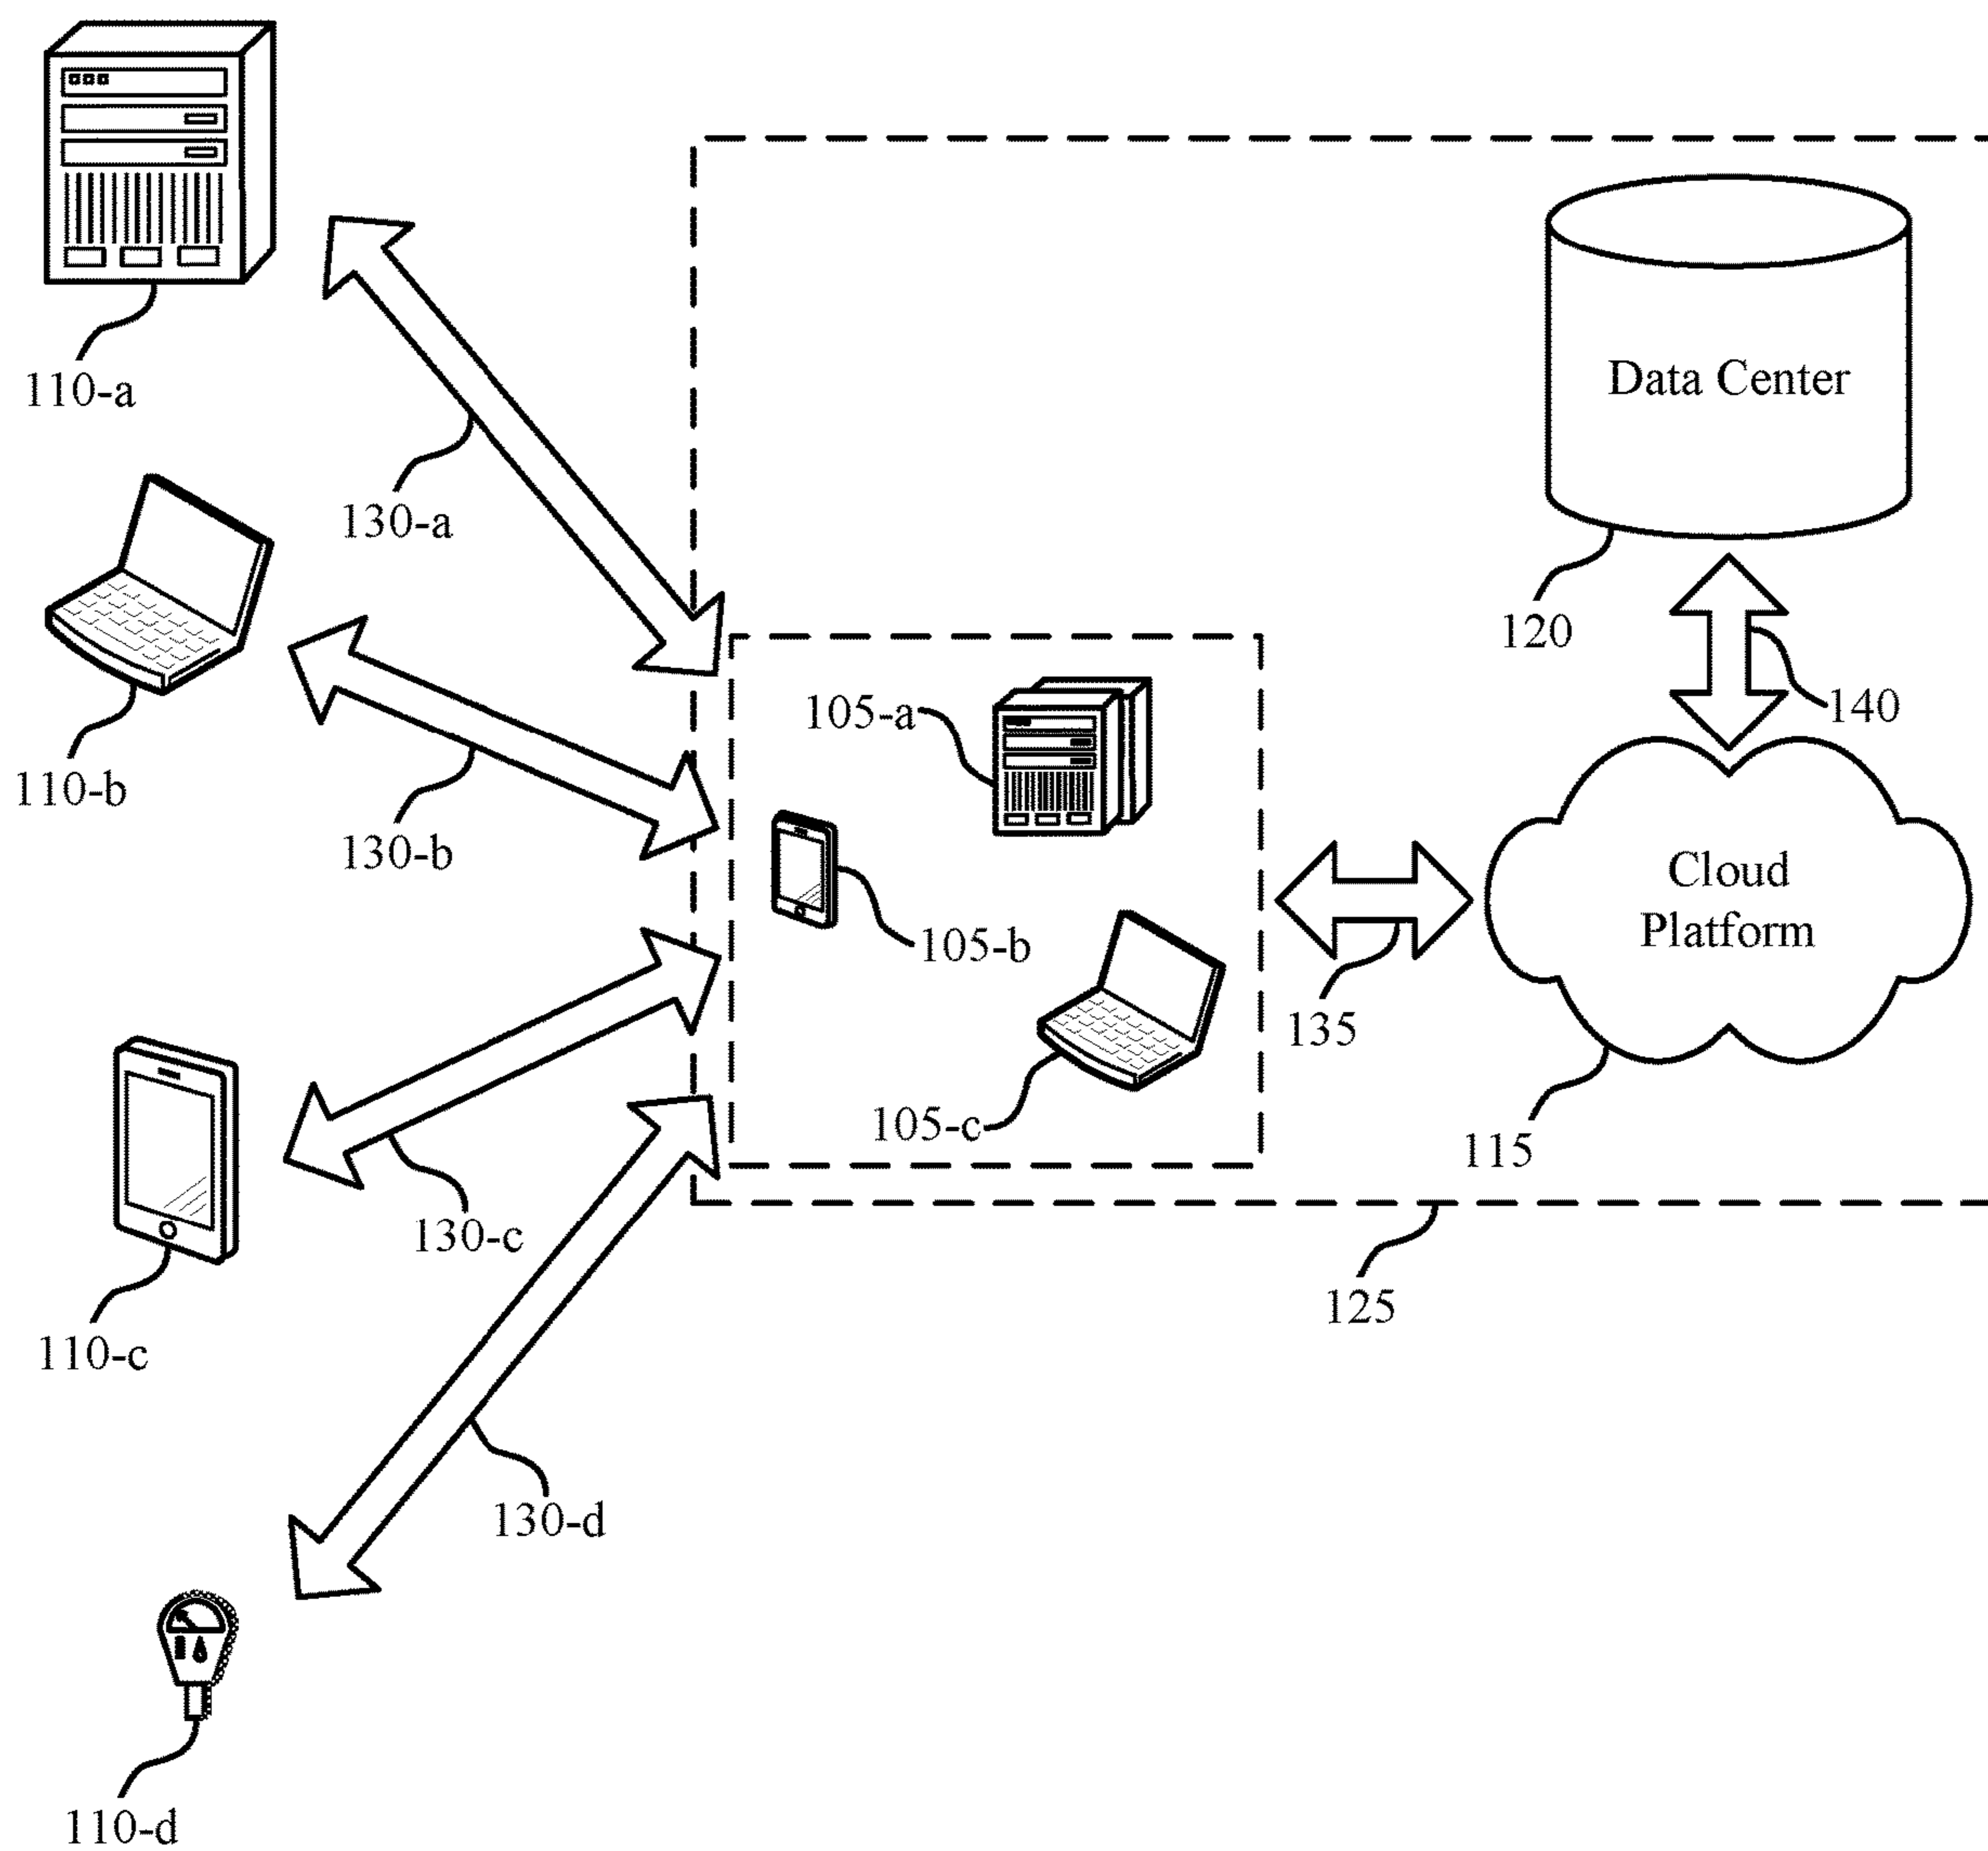 110-a
130-a
Data Center
120
110-b
130-b
105-a
140
105-b
Cloud
Platform
135
105-c
115
110-c
130-c
125
130-d
110-d